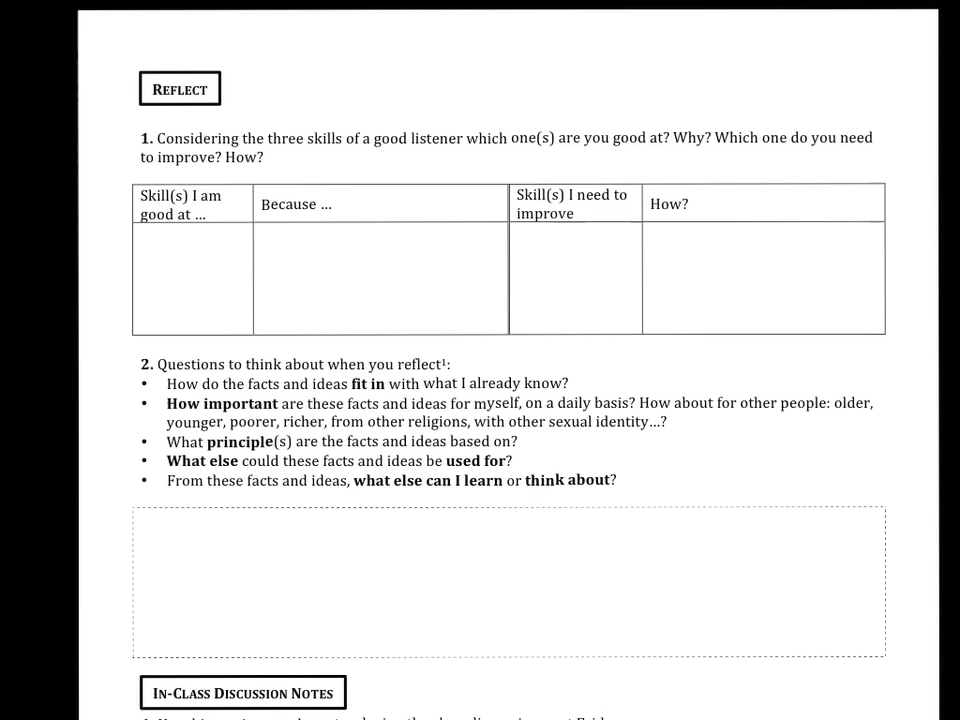 REFLECT
1. Considering the three skills of a good listener which one(s) are you good at? Why? Which one do you need
to improve? How?
Skill(s) I am
good at ...
Because ...
Skill(s) I need to
improve
How?
2. Questions to think about when you reflect¹:
• How do the facts and ideas fit in with what I already know?
• How important are these facts and ideas for myself, on a daily basis? How about for other people: older,
younger, poorer, richer, from other religions, with other sexual identity...?
• What principle(s) are the facts and ideas based on?
• What else could these facts and ideas be used for?
• From these facts and ideas, what else can I learn or think about?
IN-CLASS DISCUSSION NOTES